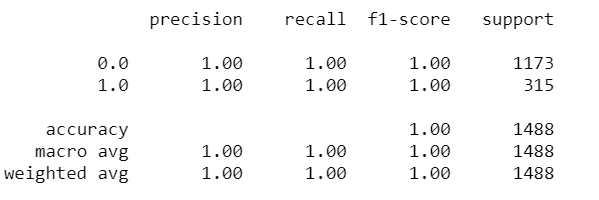 precision recall f1-score support
0.0 1.00 1.00 1.00 1173
1.0 1.00 1.00 1.00 315
accuracy 1.00 1488
macro avg 1.00 1.00 1.00 1488
weighted avg 1.00 1.00 1.00 1488